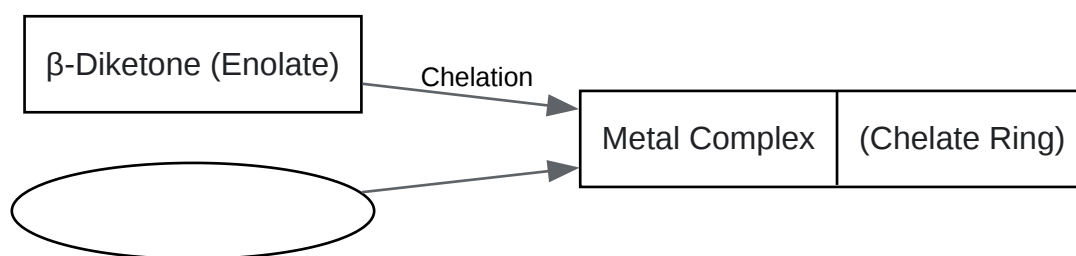 β-Diketone (Enolate)
Chelation
Metal Complex
(Chelate Ring)